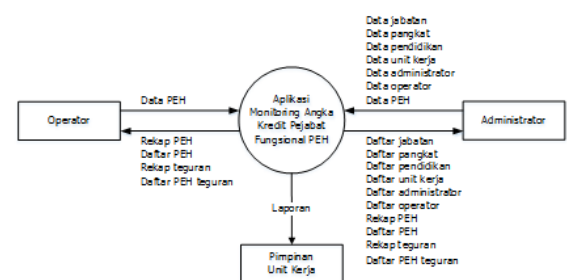 Data jabatan
Data pangkat
Data pendidikan
Data unit kerja
Data administrator
Data operator
Data PEH
Operator
Data PEH
Aplikasi
Monitoring Angka
Kredit Pejabat
Fungsional PEH
Administrator
Rekap PEH
Daftar PEH
Rekap teguran
Daftar PEH teguran
Daftar jabatan
Daftar pangkat
Daftar pendidikan
Daftar unit kerja
Daftar administrator
Daftar operator
Rekap PEH
Daftar PEH
Rekap teguran
Daftar PEH teguran
Laporan
Pimpinan
Unit Kerja